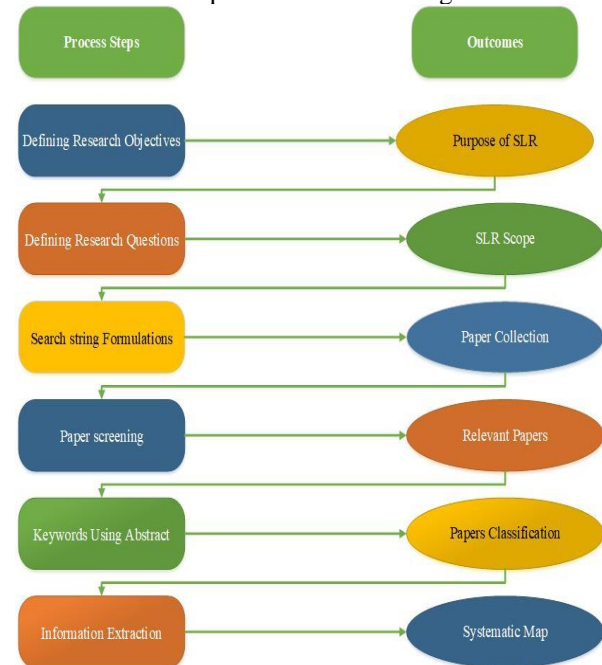 Process Steps
Outcomes
Defining Research Objectives
Purpose of SLR
Defining Research Questions
SLR Scope
Search string Formulations
Paper Collection
Paper screening
Relevant Papers
Keywords Using Abstract
Papers Classification
Information Extraction
Systematic Map